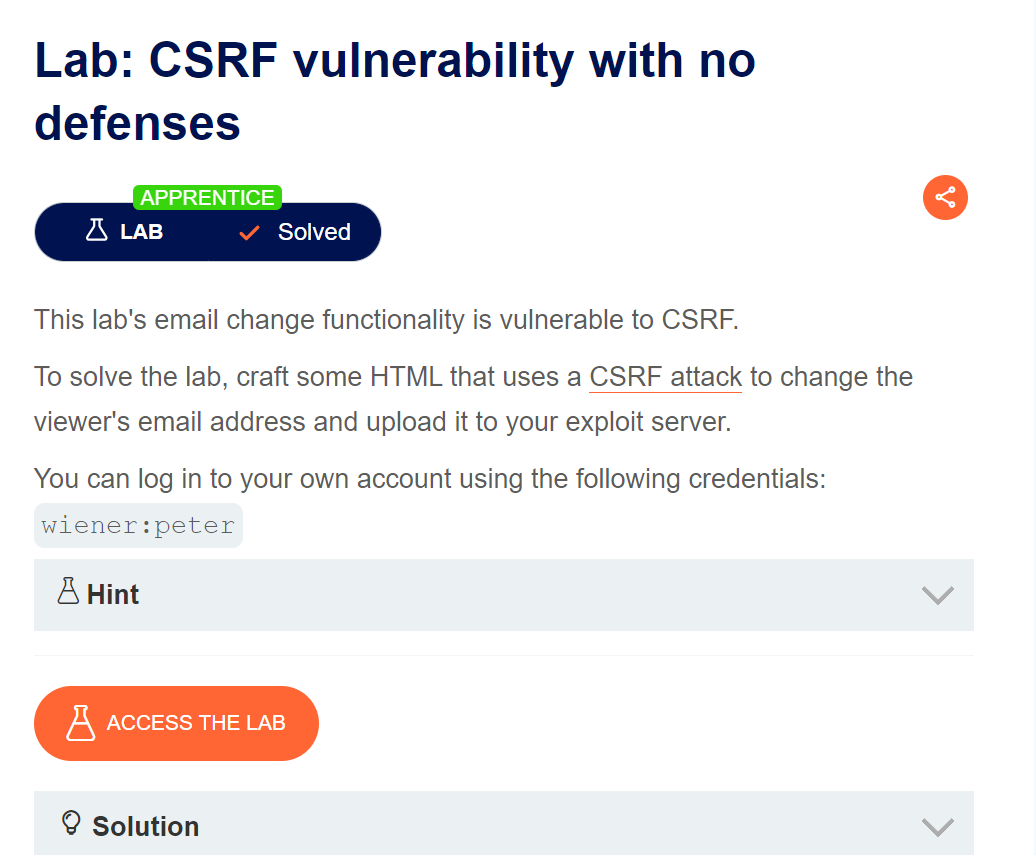 Lab: CSRF vulnerability with no
defenses
APPRENTICE
LAB
Solved
This lab's email change functionality is vulnerable to CSRF.
To solve the lab, craft some HTML that uses a CSRF attack to change the
viewer's email address and upload it to your exploit server.
You can log in to your own account using the following credentials:
wiener:peter
Hint
ACCESS THE LAB
Solution